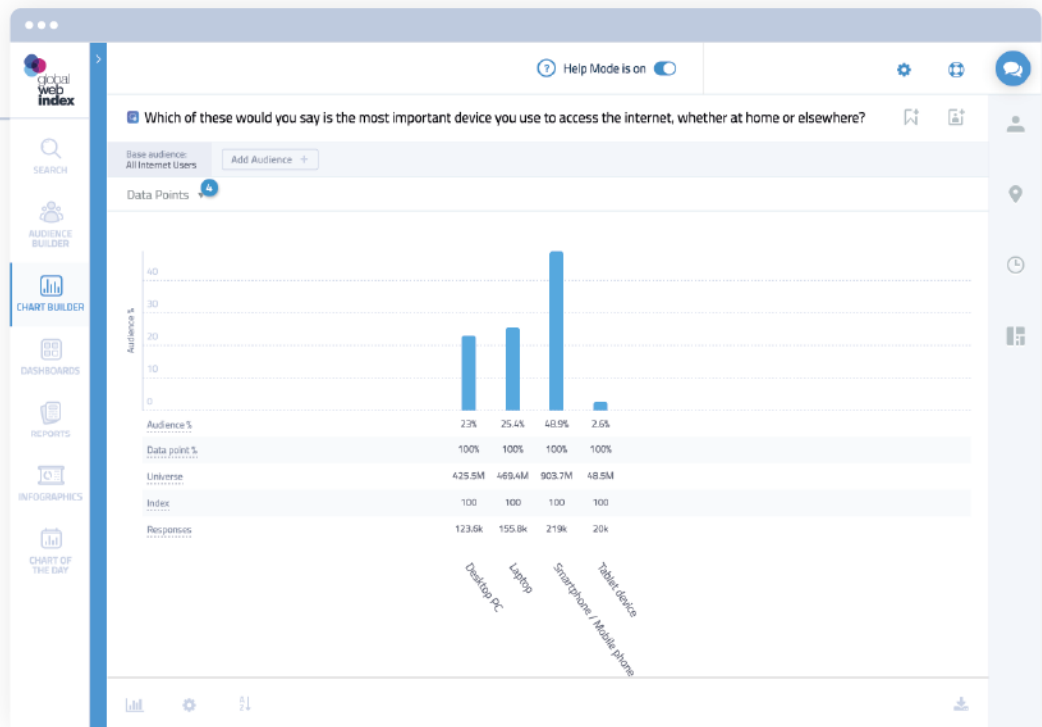 global
web
index
>
? Help Mode is on
Which of these would you say is the most important device you use to access the internet, whether at home or elsewhere?
SEARCH
AUDIENCE
BUILDER
CHART BUILDER
DASHBOARDS
REPORTS
INFOGRAPHICS
CHART OF
THE DAY
Base audience:
All Internet Users
Add Audience +
Data Points 4
Audience %
40
30
20
10
0
Audience % 23% 25.4% 48.9% 2.6%
Data point % 100% 100% 100% 100%
Universe 425.5M 469.4M 903.7M 48.5M
Index 100 100 100 100
Responses 123.6k 155.8k 219k 20k
Desktop PC
Laptop
Smartphone / Mobile phone
Tablet device